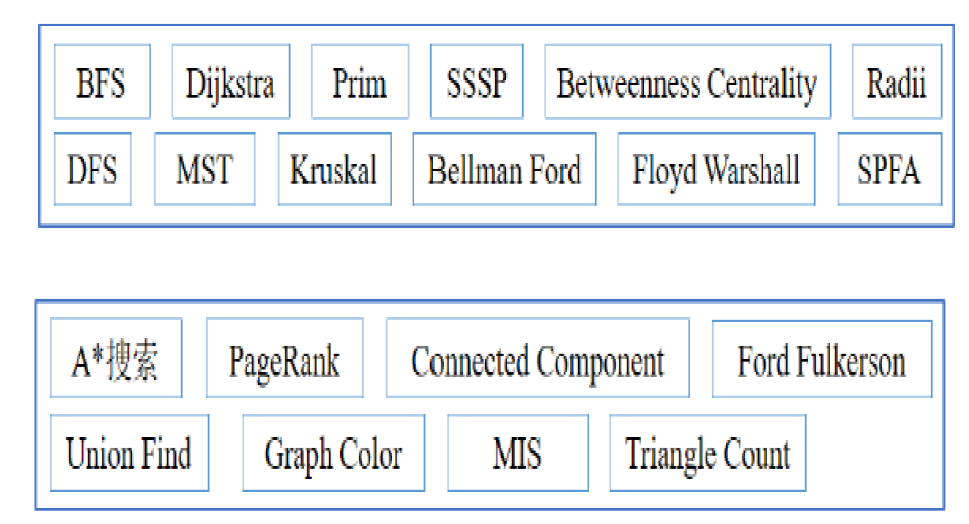 BFS Dijkstra Prim SSSP Betweenness Centrality Radii
DFS MST Kruskal Bellman Ford Floyd Warshall SPFA
A*搜索 PageRank Connected Component Ford Fulkerson
Union Find Graph Color MIS Triangle Count